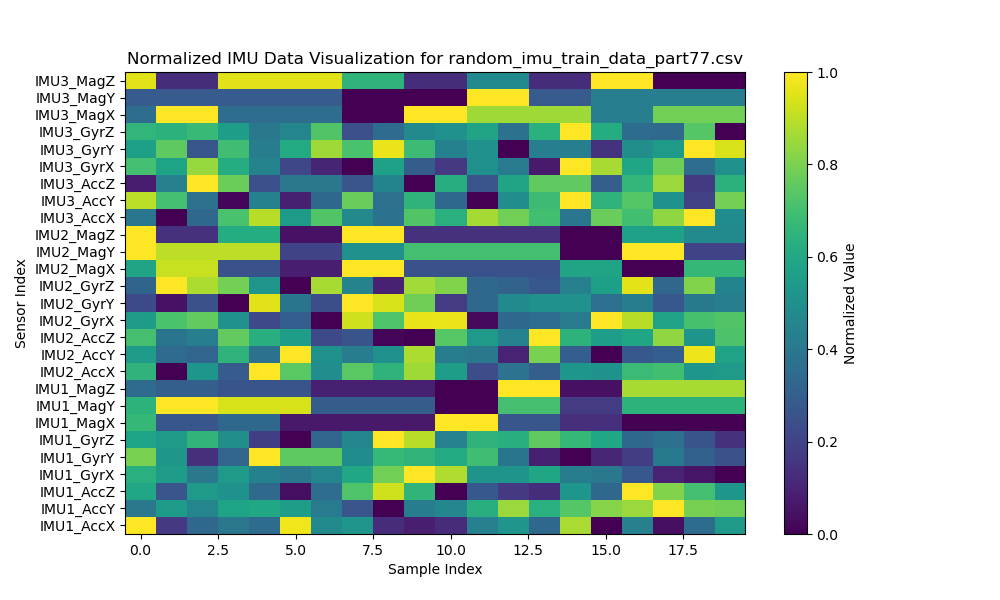 Normalized IMU Data Visualization for random_imu_train_data_part77.csv
IMU3_MagZ
IMU3_MagY
IMU3_MagX
IMU3_GyrZ
IMU3_GyrY
IMU3_GyrX
IMU3_AccZ
IMU3_AccY
IMU3_AccX
IMU2_MagZ
IMU2_MagY
IMU2_MagX
IMU2_GyrZ
IMU2_GyrY
IMU2_GyrX
IMU2_AccZ
IMU2_AccY
IMU2_AccX
IMU1_MagZ
IMU1_MagY
IMU1_MagX
IMU1_GyrZ
IMU1_GyrY
IMU1_GyrX
IMU1_AccZ
IMU1_AccY
IMU1_AccX
Sensor Index
0.0 2.5 5.0 7.5 10.0 12.5 15.0 17.5
Sample Index
1.0
0.8
0.6
0.4
0.2
0.0
Normalized Value